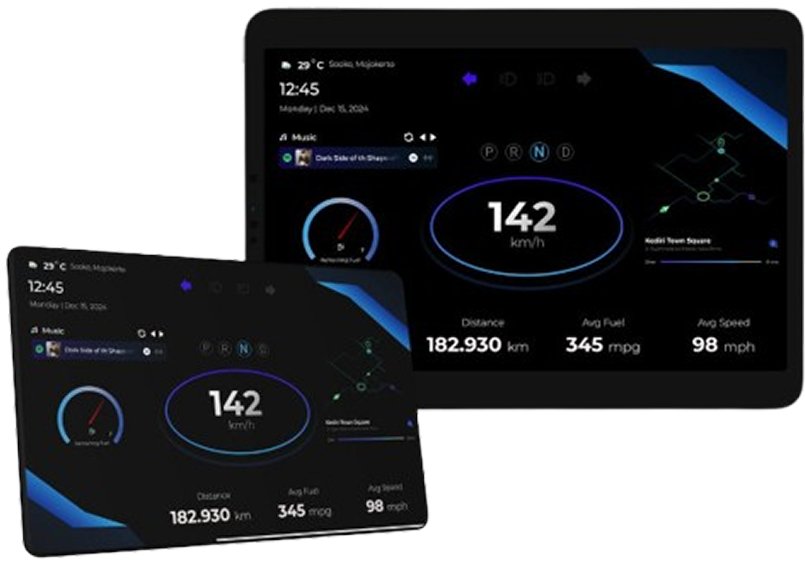 29°C Sooko, Mojokerto
12:45
Monday | Dec 15, 2024
Music
Dark Side of th Shap
P R N D
142
km/h
Remaining Fuel
Kediri Town Square
Distance
182.930 km
Avg Fuel
345 mpg
Avg Speed
98 mph
29°C Sooko, Mojokerto
12:45
Monday | Dec 15, 2024
Music
Dark Side of th Shap
P R N D
142
km/h
Remaining Fuel
Kediri Town Square
Distance
182.930 km
Avg Fuel
345 mpg
Avg Speed
98 mph